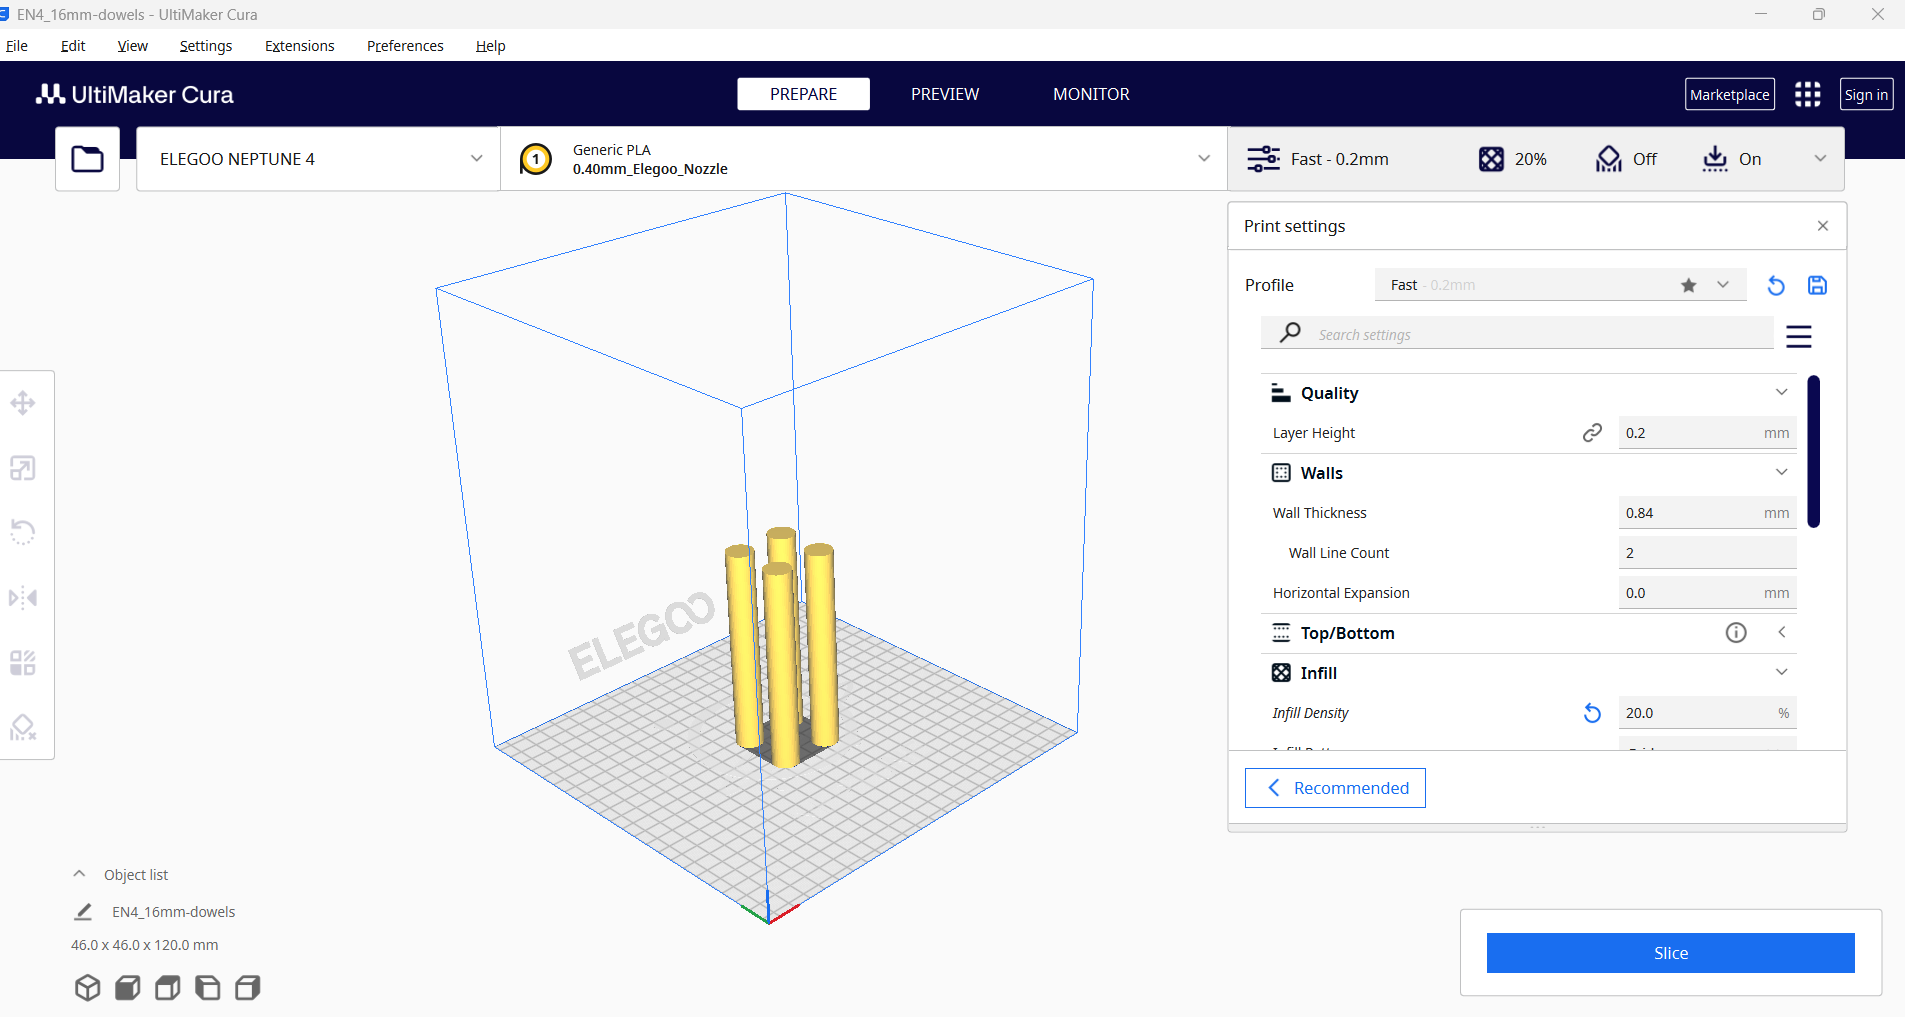 EN4_16mm-dowels - UltiMaker Cura
File Edit View Settings Extensions Preferences Help
UltiMaker Cura
PREPARE PREVIEW MONITOR
Marketplace Sign in
ELEGOO NEPTUNE 4
1
Generic PLA
0.40mm_Elegoo_Nozzle
Fast - 0.2mm 20% Off On
Print settings
Profile Fast - 0.2mm
Search settings
Quality
Layer Height 0.2 mm
Walls
Wall Thickness 0.84 mm
Wall Line Count 2
Horizontal Expansion 0.0 mm
Top/Bottom
Infill
Infill Density 20.0 %
Recommended
ELEGOO
Object list
EN4_16mm-dowels
46.0 x 46.0 x 120.0 mm
Slice